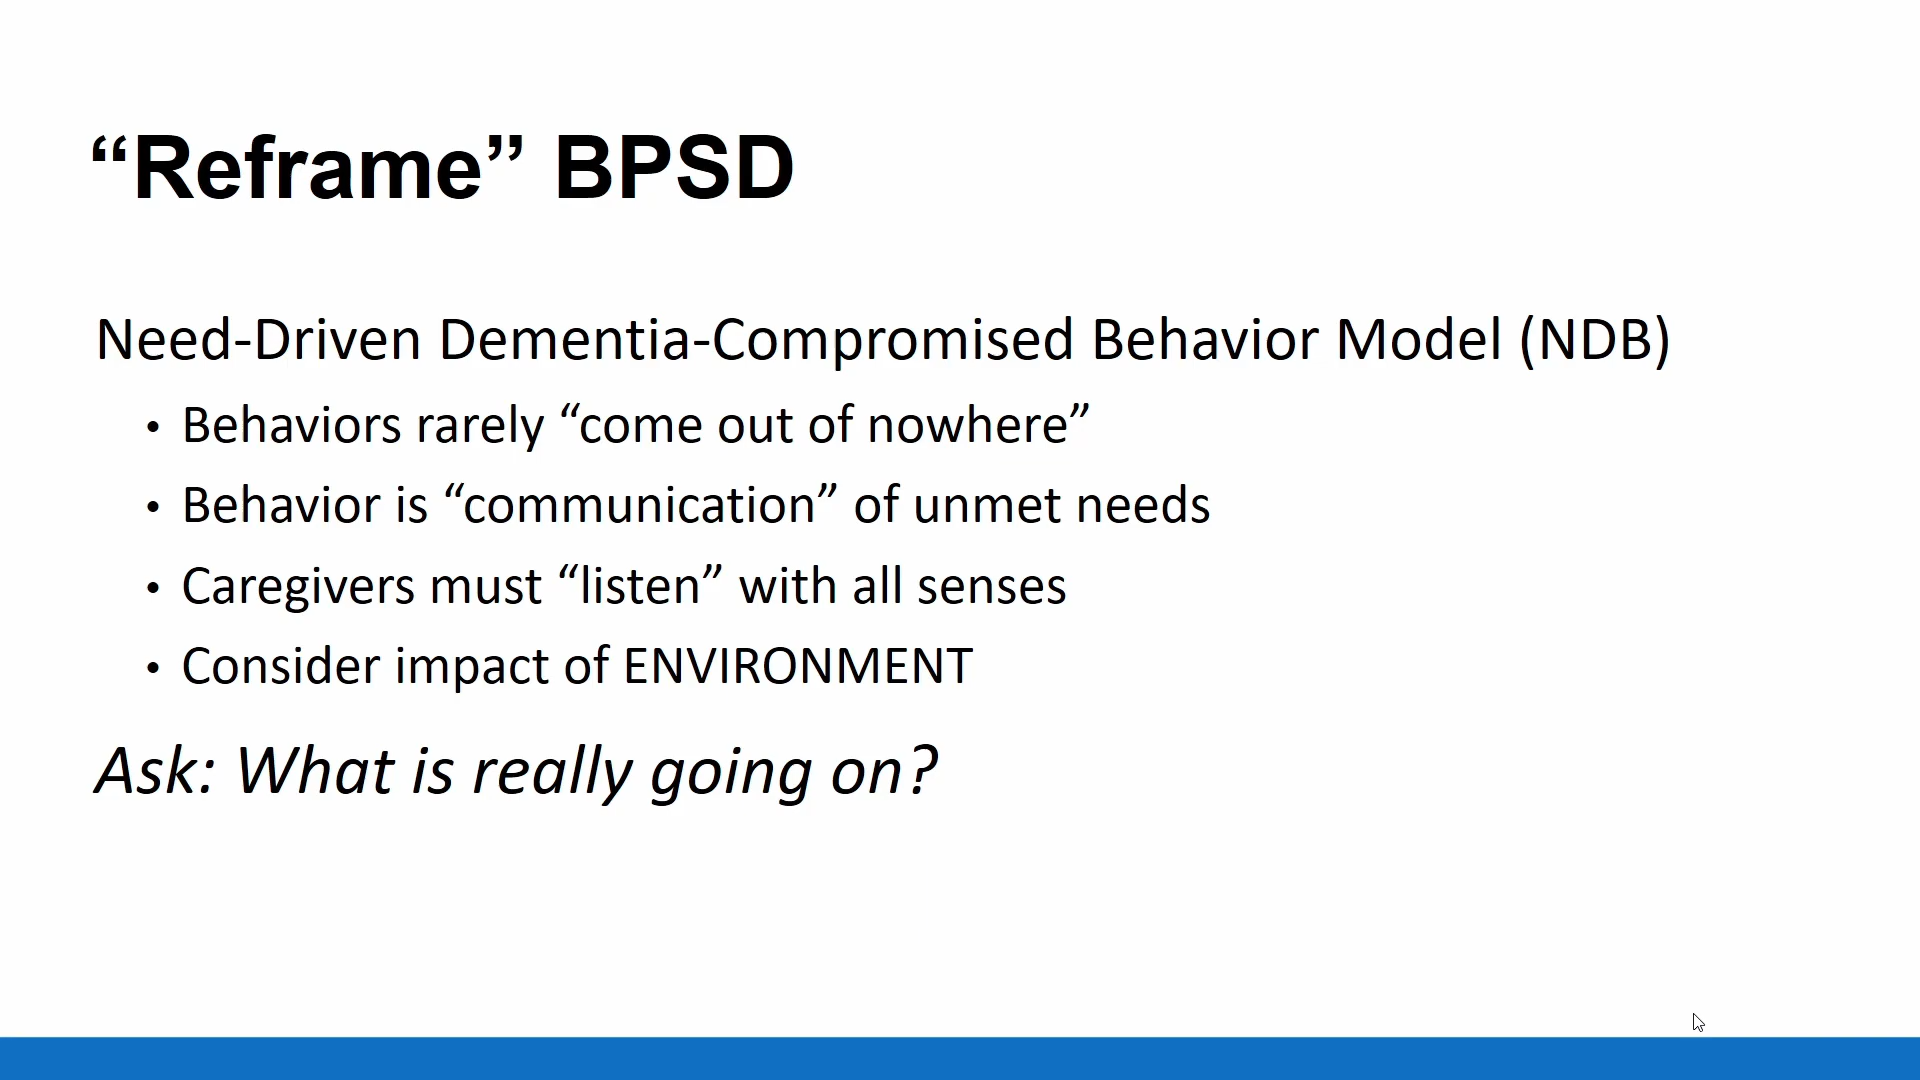 “Reframe” BPSD
Need-Driven Dementia-Compromised Behavior Model (NDB)
• Behaviors rarely “come out of nowhere”
• Behavior is “communication” of unmet needs
• Caregivers must “listen” with all senses
• Consider impact of ENVIRONMENT
Ask: What is really going on?